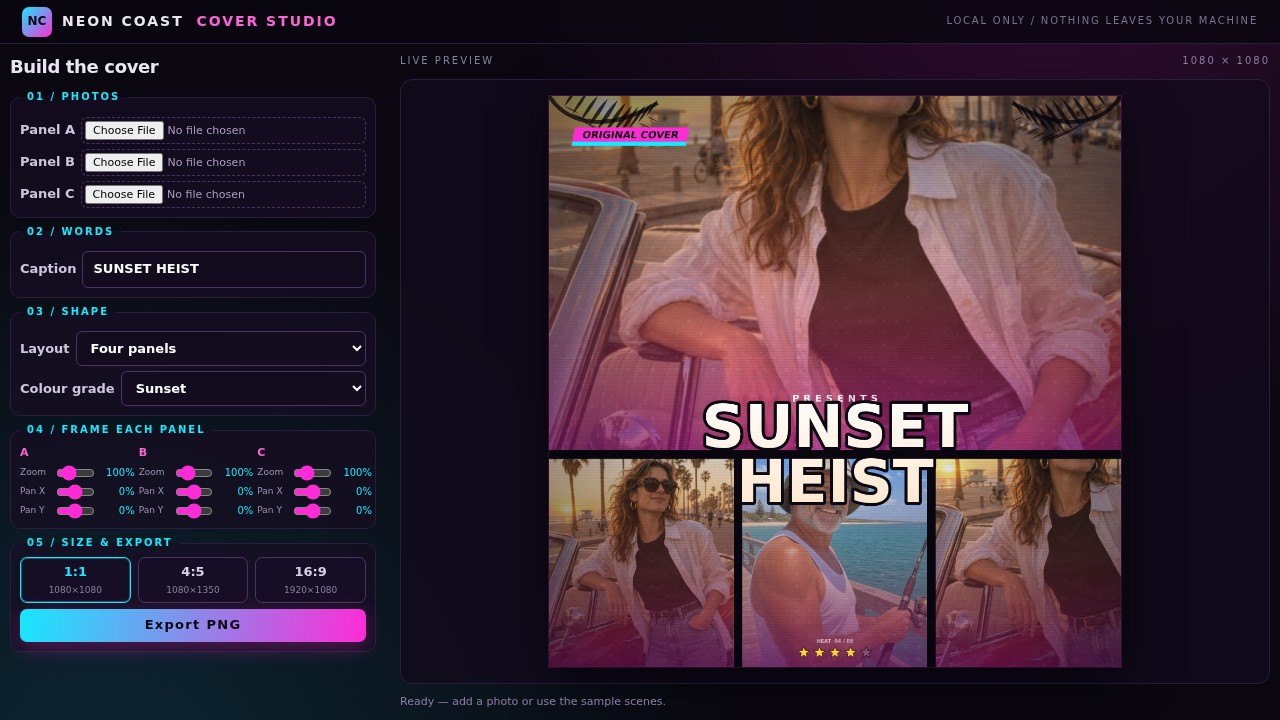 NC NEON COAST COVER STUDIO
LOCAL ONLY / NOTHING LEAVES YOUR MACHINE
Build the cover
01 / PHOTOS
Panel A Choose File No file chosen
Panel B Choose File No file chosen
Panel C Choose File No file chosen
02 / WORDS
Caption SUNSET HEIST
03 / SHAPE
Layout Four panels
Colour grade Sunset
04 / FRAME EACH PANEL
A B C
Zoom 100% Zoom 100% Zoom 100%
Pan X 0% Pan X 0% Pan X 0%
Pan Y 0% Pan Y 0% Pan Y 0%
05 / SIZE & EXPORT
1:1 4:5 16:9
1080×1080 1080×1350 1920×1080
Export PNG
LIVE PREVIEW 1080 × 1080
ORIGINAL COVER
PRESENTS
SUNSET
HEIST
HEAT 04 / 05
Ready — add a photo or use the sample scenes.